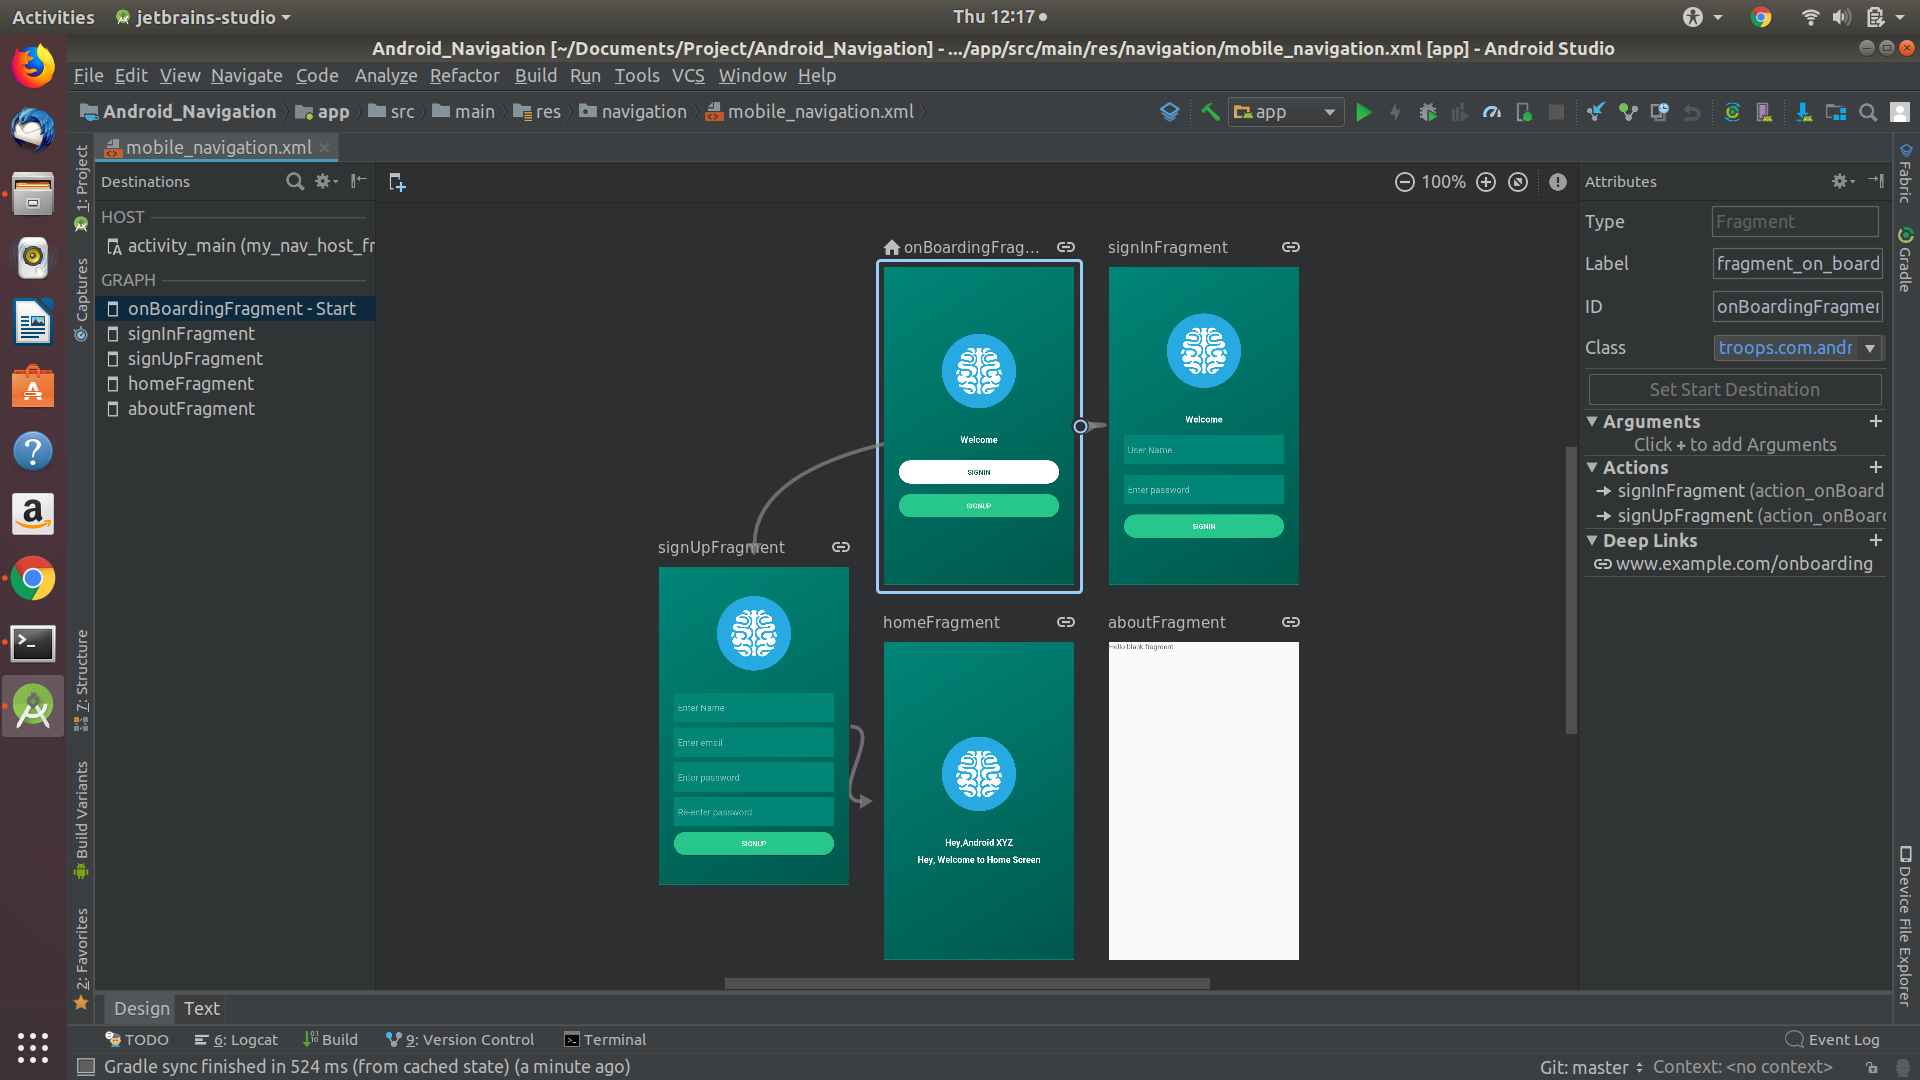 Activities
jetbrains-studio
Thu 12:17
Android_Navigation [~/Documents/Project/Android_Navigation] - .../app/src/main/res/navigation/mobile_navigation.xml [app] - Android Studio
File Edit View Navigate Code Analyze Refactor Build Run Tools VCS Window Help
Android_Navigation app src main res navigation mobile_navigation.xml
app
mobile_navigation.xml
1: Project
Captures
7: Structure
Build Variants
2: Favorites
Destinations
HOST
activity_main (my_nav_host_fr
GRAPH
onBoardingFragment - Start
signInFragment
signUpFragment
homeFragment
aboutFragment
100%
onBoardingFrag...
Welcome
SIGNIN
SIGNUP
signInFragment
Welcome
User Name
Enter password
SIGNIN
signUpFragment
Enter Name
Enter email
Enter password
Re-enter password
SIGNUP
homeFragment
Hey,Android XYZ
Hey, Welcome to Home Screen
aboutFragment
Hello blank fragment
Attributes
Type Fragment
Label fragment_on_board
ID onBoardingFragmer
Class troops.com.andr
Set Start Destination
Arguments
Click + to add Arguments
Actions
signInFragment (action_onBoard
signUpFragment (action_onBoard
Deep Links
www.example.com/onboarding
Fabric
Gradle
Device File Explorer
Design Text
TODO 6: Logcat Build 9: Version Control Terminal
Event Log
Gradle sync finished in 524 ms (from cached state) (a minute ago)
Git: master Context: <no context>